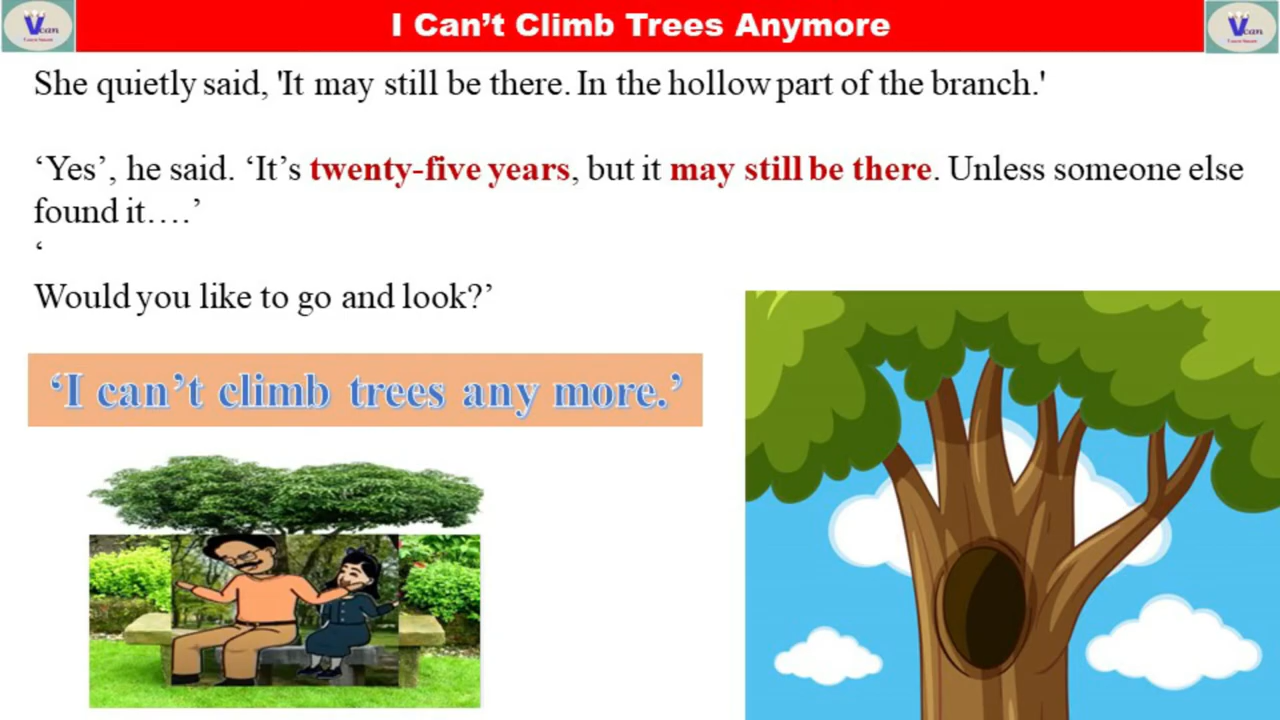 Vcan
I Can’t Climb Trees Anymore
Vcan
She quietly said, 'It may still be there. In the hollow part of the branch.'
‘Yes’, he said. ‘It’s twenty-five years, but it may still be there. Unless someone else
found it….’
‘
Would you like to go and look?’
‘I can’t climb trees any more.’